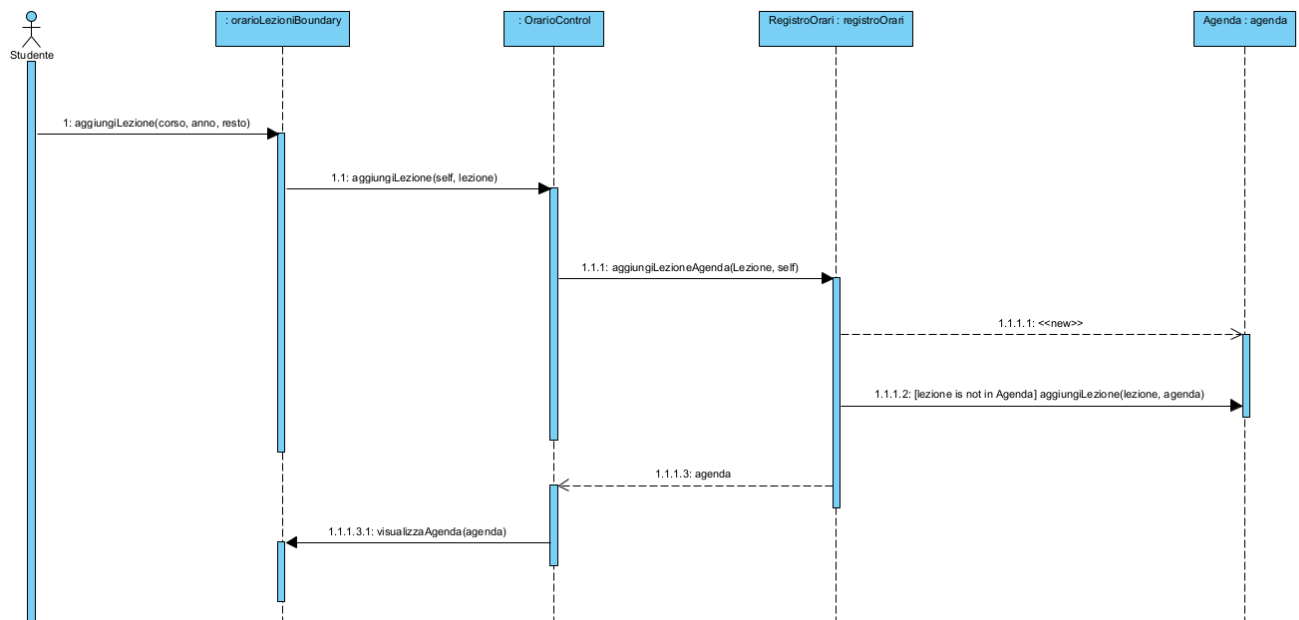 : orarioLezioniBoundary
: OrarioControl
RegistroOrari : registroOrari
Agenda : agenda
Studente
1: aggiungiLezione(corso, anno, resto)
1.1: aggiungiLezione(self, lezione)
1.1.1: aggiungiLezioneAgenda(Lezione, self)
1.1.1.1: <<new>>
1.1.1.2: [lezione is not in Agenda] aggiungiLezione(lezione, agenda)
1.1.1.3: agenda
1.1.1.3.1: visualizzaAgenda(agenda)